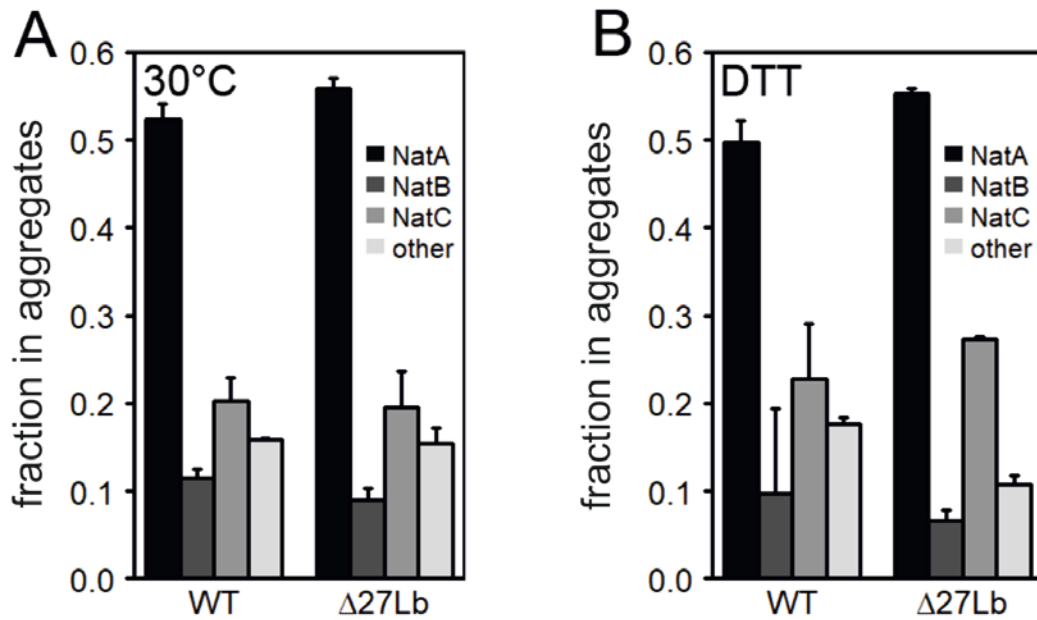 A
30°C
fraction in aggregates
0.6
0.5
0.4
0.3
0.2
0.1
0.0
NatA
NatB
NatC
other
WT
Δ27Lb
B
DTT
fraction in aggregates
0.6
0.5
0.4
0.3
0.2
0.1
0.0
NatA
NatB
NatC
other
WT
Δ27Lb